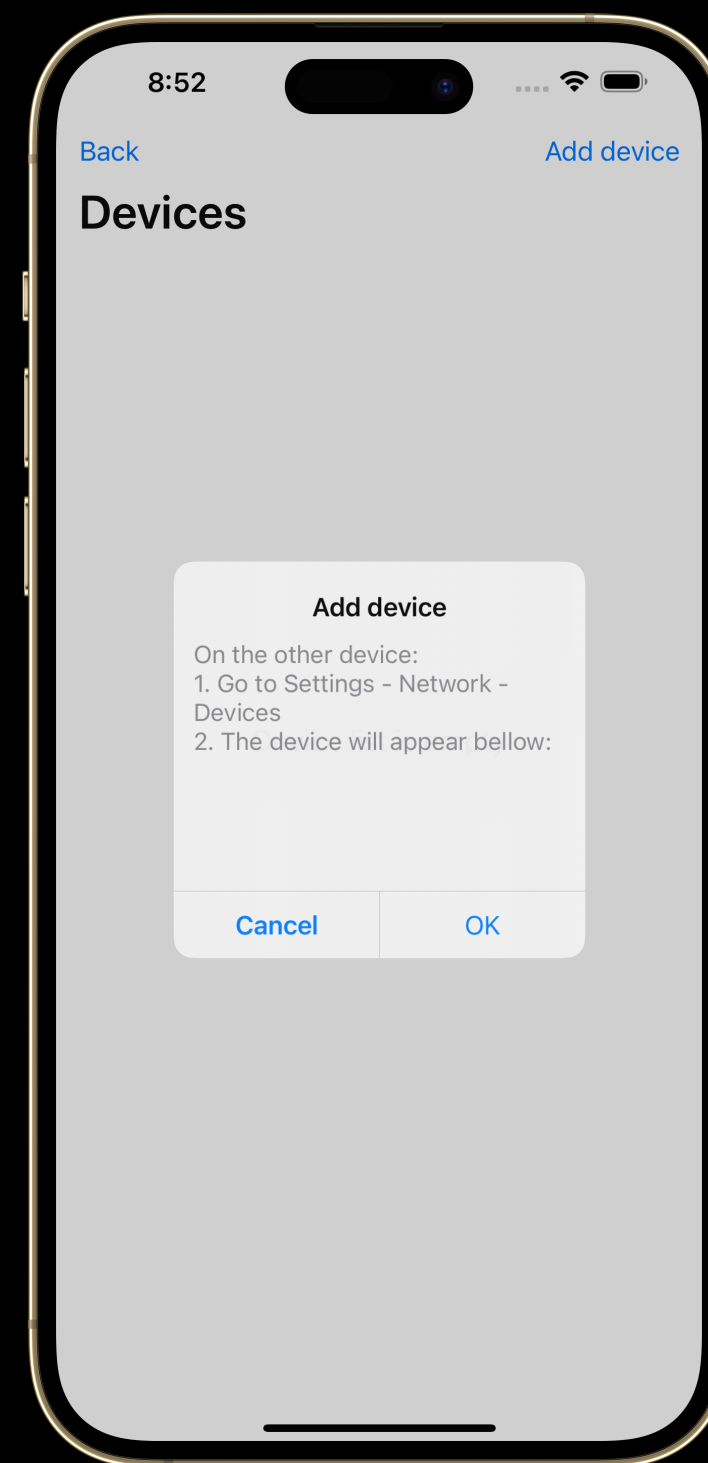 8:52
Back
Add device
Devices
Add device
On the other device:
1. Go to Settings - Network -
Devices
2. The device will appear bellow:
Cancel
OK